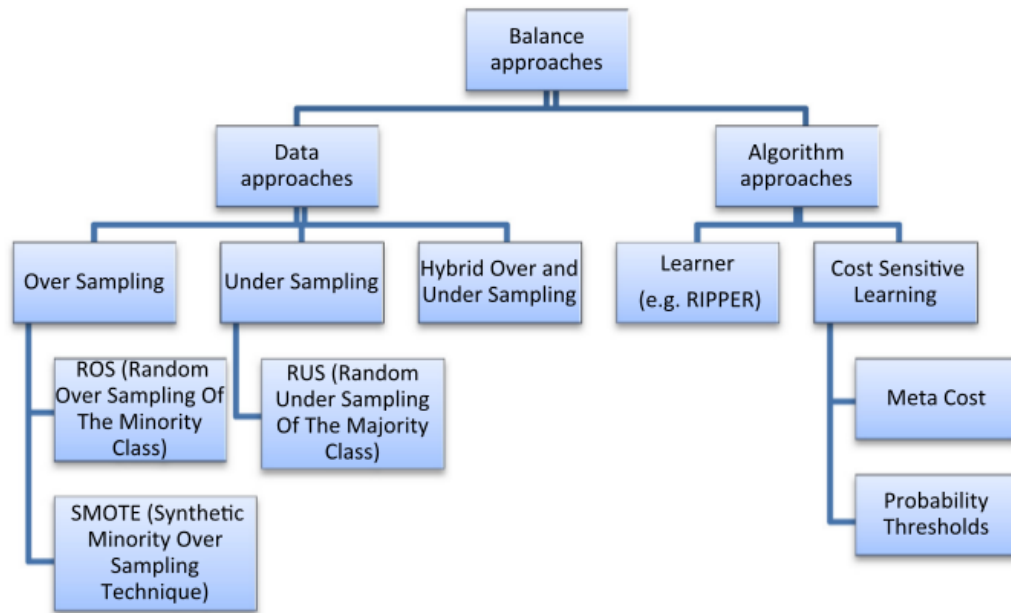 Balance
approaches
Data
approaches
Algorithm
approaches
Over Sampling
Under Sampling
Hybrid Over and
Under Sampling
Learner
(e.g. RIPPER)
Cost Sensitive
Learning
ROS (Random
Over Sampling Of
The Minority
Class)
RUS (Random
Under Sampling
Of The Majority
Class)
Meta Cost
SMOTE (Synthetic
Minority Over
Sampling
Technique)
Probability
Thresholds